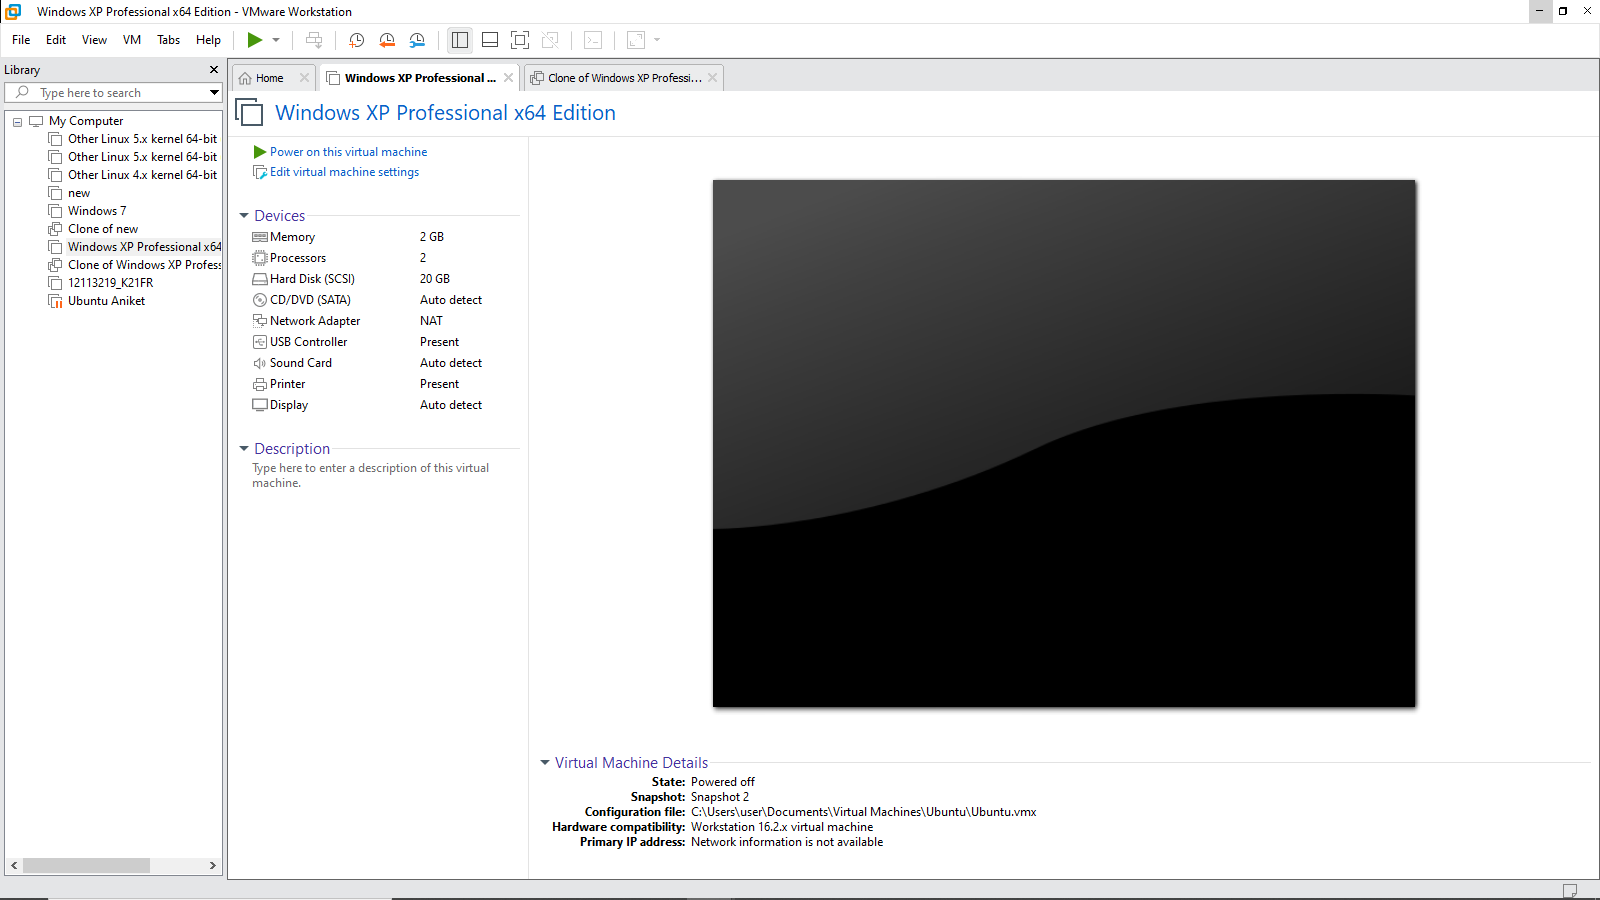 Windows XP Professional x64 Edition - VMware Workstation
File Edit View VM Tabs Help
Library
Type here to search
My Computer
Other Linux 5.x kernel 64-bit
Other Linux 5.x kernel 64-bit
Other Linux 4.x kernel 64-bit
new
Windows 7
Clone of new
Windows XP Professional x64
Clone of Windows XP Profess
12113219_K21FR
Ubuntu Aniket
Home
Windows XP Professional ...
Clone of Windows XP Professi...
Windows XP Professional x64 Edition
Power on this virtual machine
Edit virtual machine settings
Devices
Memory 2 GB
Processors 2
Hard Disk (SCSI) 20 GB
CD/DVD (SATA) Auto detect
Network Adapter NAT
USB Controller Present
Sound Card Auto detect
Printer Present
Display Auto detect
Description
Type here to enter a description of this virtual
machine.
Virtual Machine Details
State: Powered off
Snapshot: Snapshot 2
Configuration file: C:\Users\user\Documents\Virtual Machines\Ubuntu\Ubuntu.vmx
Hardware compatibility: Workstation 16.2.x virtual machine
Primary IP address: Network information is not available